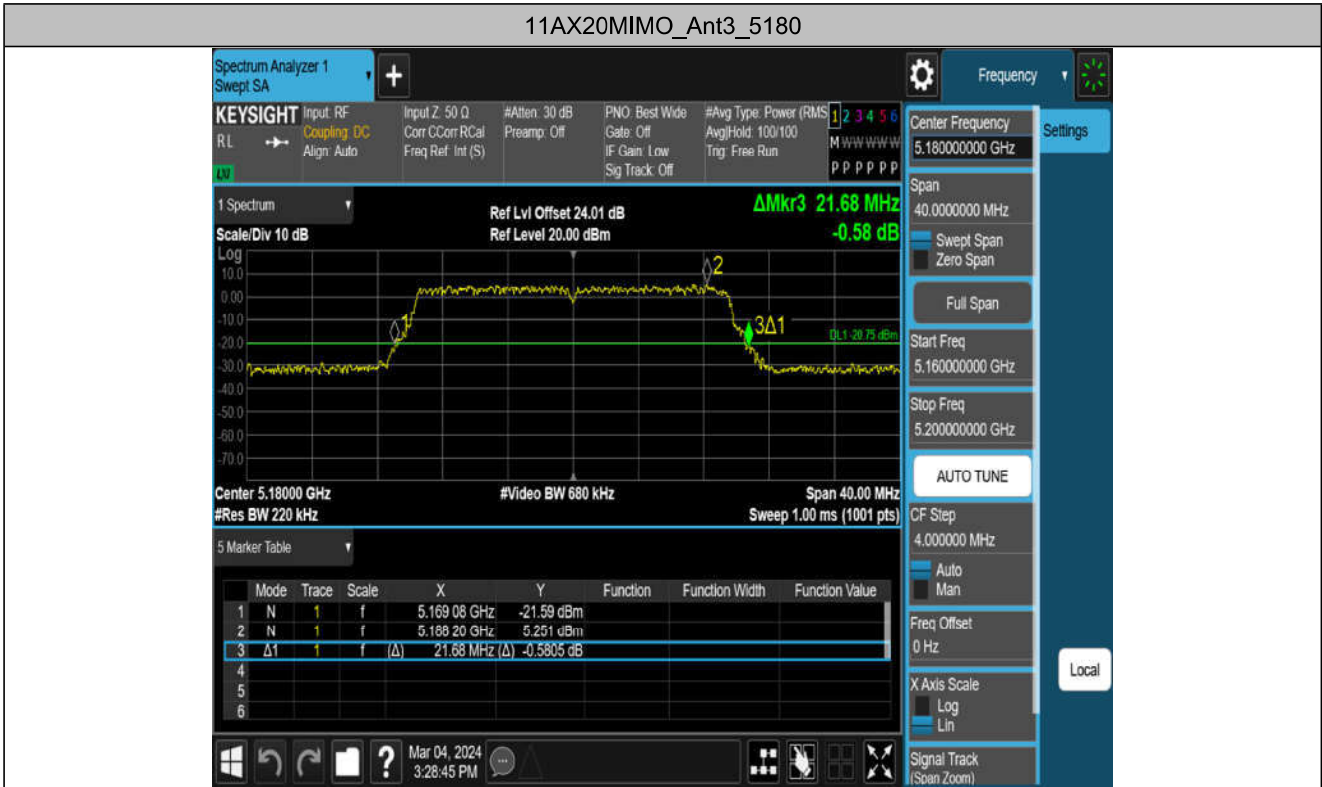 11AX20MIMO_Ant3_5180
Spectrum Analyzer 1
Swept SA
+
Frequency
KEYSIGHT
RL
LXI
Input: RF
Coupling: DC
Align: Auto
Input Z: 50 Ω
Corr CCorr RCal
Freq Ref: Int (S)
#Atten: 30 dB
Preamp: Off
PNO: Best Wide
Gate: Off
IF Gain: Low
Sig Track: Off
#Avg Type: Power (RMS
Avg|Hold: 100/100
Trig: Free Run
1 2 3 4 5 6
M W W W W W
P P P P P P
Center Frequency
5.180000000 GHz
Settings
1 Spectrum
Scale/Div 10 dB
Ref Lvl Offset 24.01 dB
Ref Level 20.00 dBm
ΔMkr3 21.68 MHz
-0.58 dB
Span
40.0000000 MHz
Swept Span
Zero Span
Full Span
Start Freq
5.160000000 GHz
Stop Freq
5.200000000 GHz
AUTO TUNE
CF Step
4.000000 MHz
Auto
Man
Freq Offset
0 Hz
X Axis Scale
Log
Lin
Signal Track
(Span Zoom)
Local
Log
10.0
0.00
-10.0
-20.0
-30.0
-40.0
-50.0
-60.0
-70.0
1
2
3Δ1
DL1 -20.75 dBm
Center 5.18000 GHz
#Video BW 680 kHz
Span 40.00 MHz
#Res BW 220 kHz
Sweep 1.00 ms (1001 pts)
5 Marker Table
Mode Trace Scale X Y Function Function Width Function Value
1 N 1 f 5.169 08 GHz -21.59 dBm
2 N 1 f 5.188 20 GHz 5.251 dBm
3 Δ1 1 f (Δ) 21.68 MHz (Δ) -0.5805 dB
4
5
6
?
Mar 04, 2024
3:28:45 PM